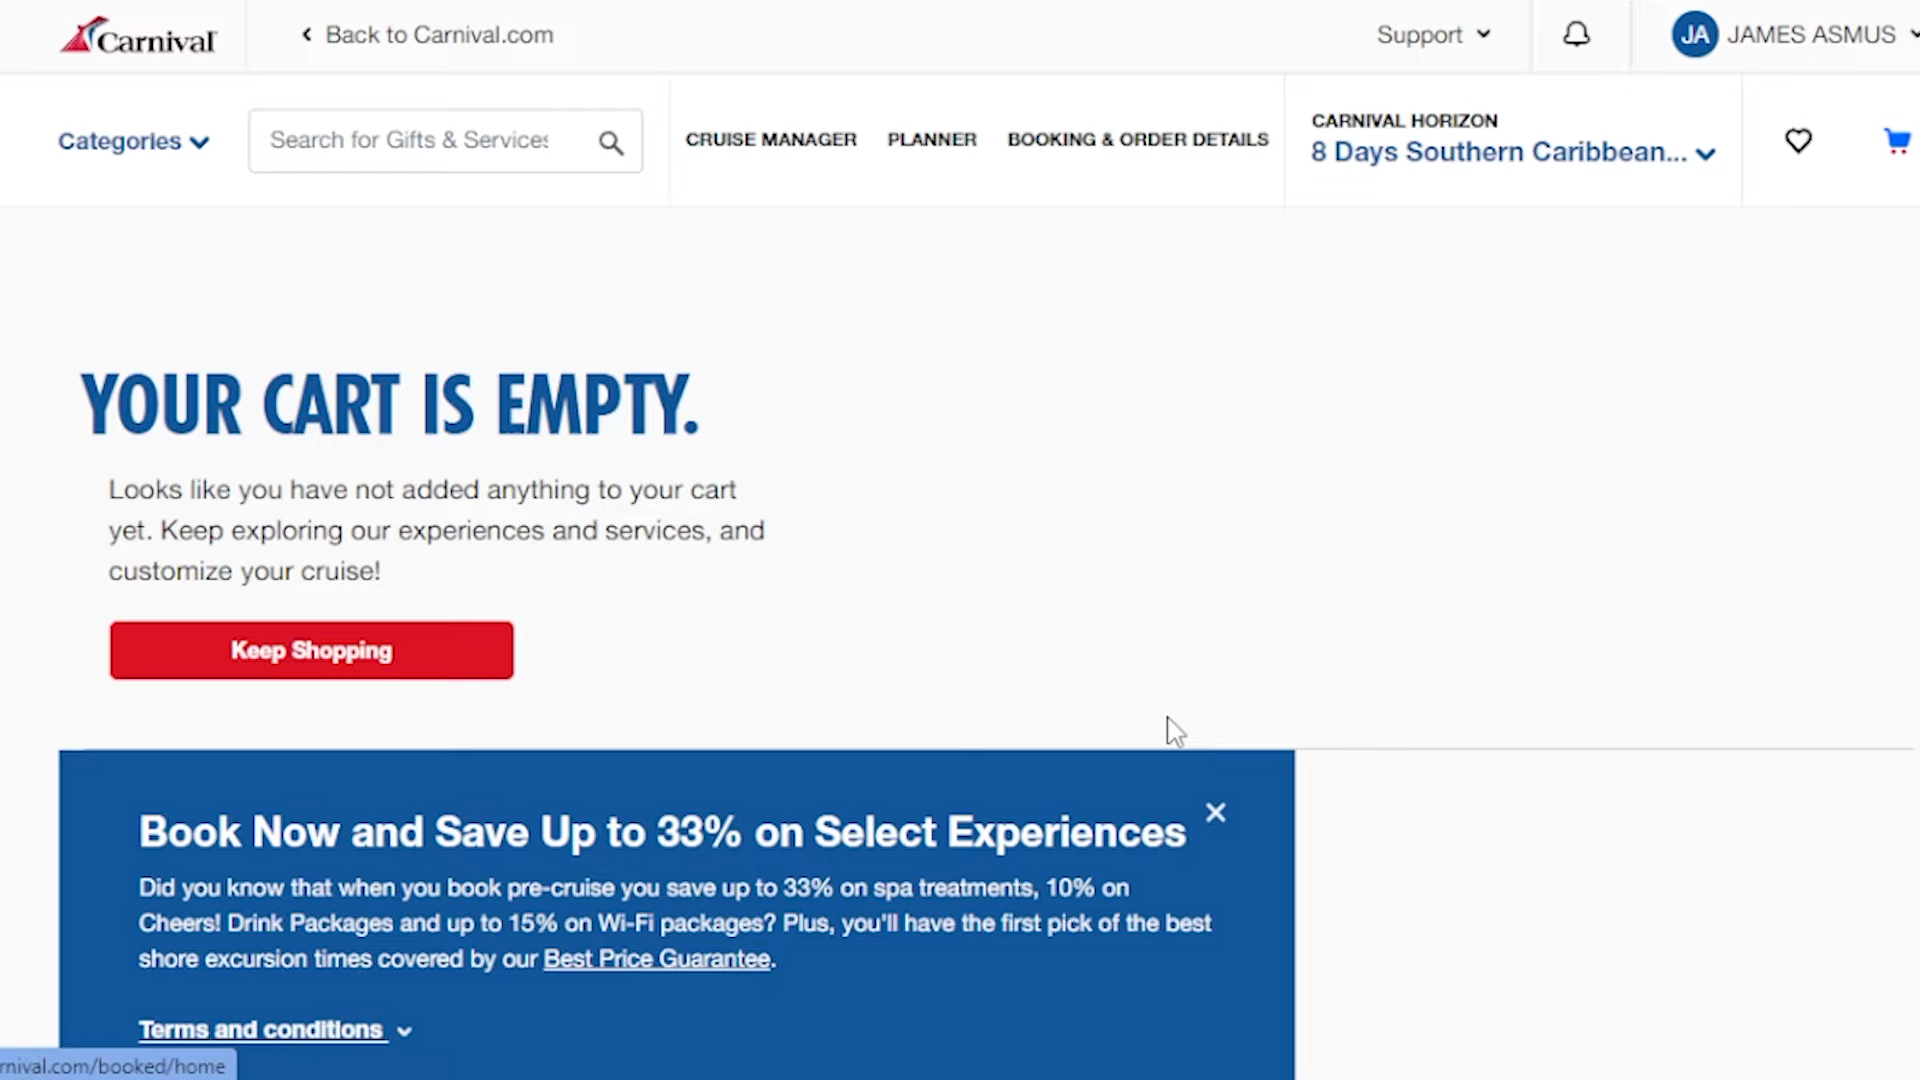 Carnival
Back to Carnival.com
Support
JA JAMES ASMUS
Categories
Search for Gifts & Services
CRUISE MANAGER
PLANNER
BOOKING & ORDER DETAILS
CARNIVAL HORIZON
8 Days Southern Caribbean...
YOUR CART IS EMPTY.
Looks like you have not added anything to your cart
yet. Keep exploring our experiences and services, and
customize your cruise!
Keep Shopping
Book Now and Save Up to 33% on Select Experiences
Did you know that when you book pre-cruise you save up to 33% on spa treatments, 10% on
Cheers! Drink Packages and up to 15% on Wi-Fi packages? Plus, you'll have the first pick of the best
shore excursion times covered by our Best Price Guarantee.
Terms and conditions
rnival.com/booked/home